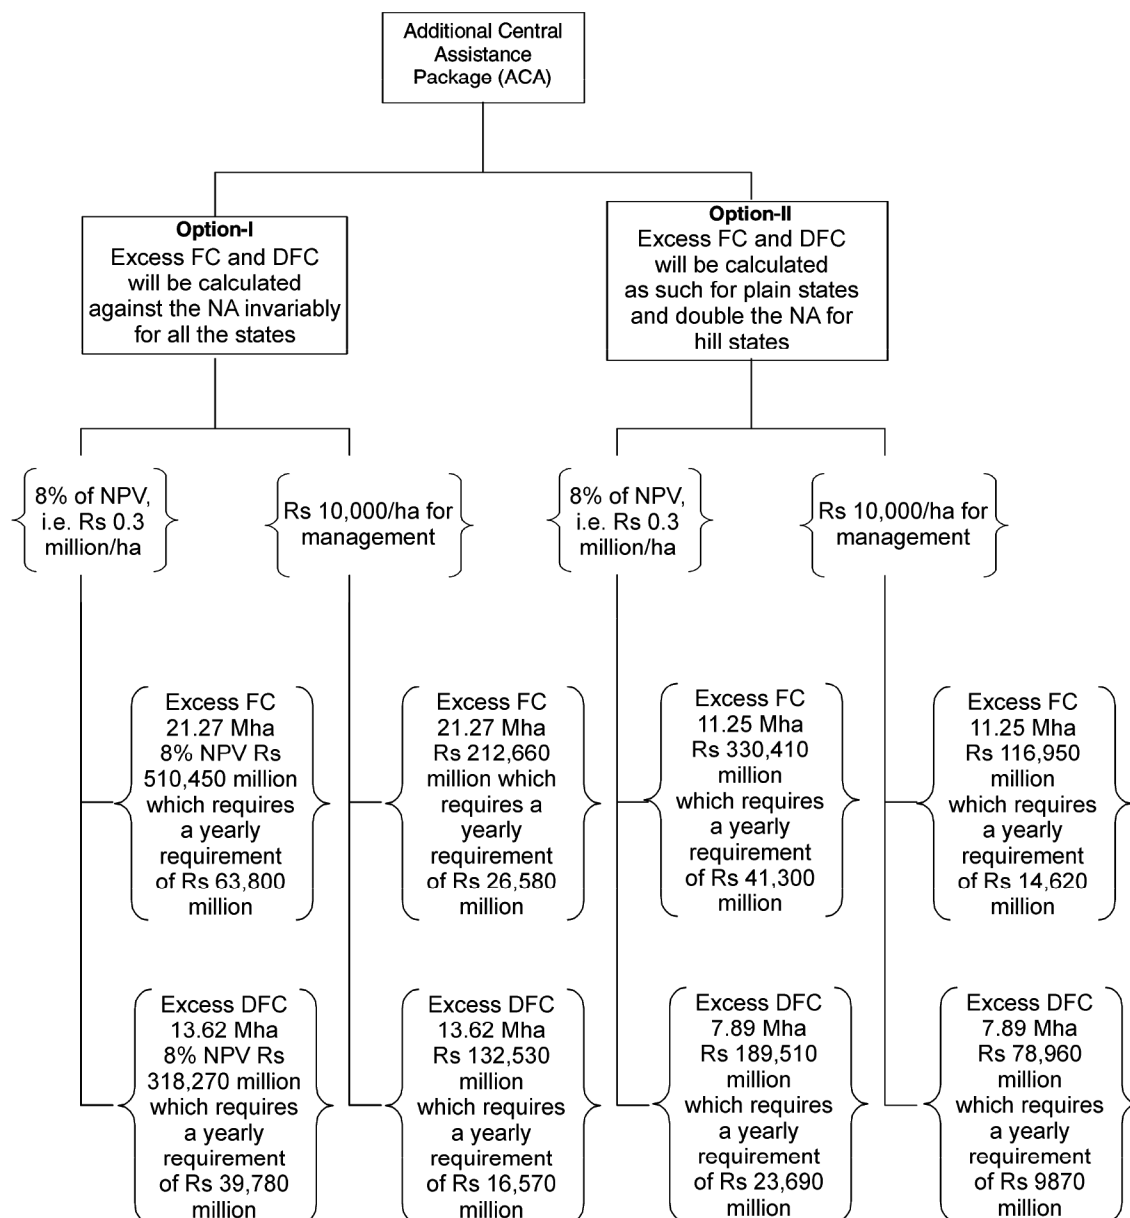 Additional Central
Assistance
Package (ACA)
Option-I
Excess FC and DFC
will be calculated
against the NA invariably
for all the states
Option-II
Excess FC and DFC
will be calculated
as such for plain states
and double the NA for
hill states
8% of NPV,
i.e. Rs 0.3
million/ha
Rs 10,000/ha for
management
8% of NPV,
i.e. Rs 0.3
million/ha
Rs 10,000/ha for
management
Excess FC
21.27 Mha
8% NPV Rs
510,450 million
which requires
a yearly
requirement
of Rs 63,800
million
Excess FC
21.27 Mha
Rs 212,660
million which
requires a
yearly
requirement
of Rs 26,580
million
Excess FC
11.25 Mha
Rs 330,410
million
which requires
a yearly
requirement
of Rs 41,300
million
Excess FC
11.25 Mha
Rs 116,950
million
which requires
a yearly
requirement
of Rs 14,620
million
Excess DFC
13.62 Mha
8% NPV Rs
318,270 million
which requires
a yearly
requirement
of Rs 39,780
million
Excess DFC
13.62 Mha
Rs 132,530
million
which requires
a yearly
requirement
of Rs 16,570
million
Excess DFC
7.89 Mha
Rs 189,510
million
which requires
a yearly
requirement
of Rs 23,690
million
Excess DFC
7.89 Mha
Rs 78,960
million
which requires
a yearly
requirement
of Rs 9870
million